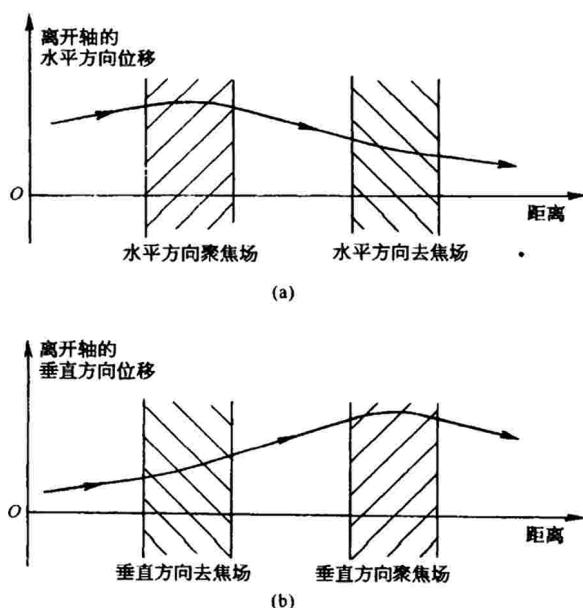 离开轴的
水平方向位移
O
距离
水平方向聚焦场
水平方向去焦场
(a)
离开轴的
垂直方向位移
O
距离
垂直方向去焦场
垂直方向聚焦场
(b)